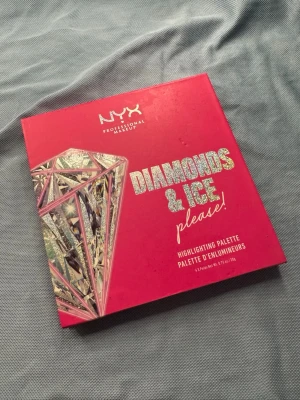 NYX
PROFESSIONAL
MAKEUP
DIAMONDS
& ICE
please!
HIGHLIGHTING PALETTE
PALETTE D'ENLUMINEURS